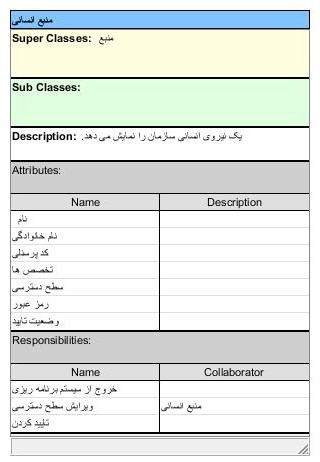 منبع انسانی
Super Classes: منبع
Sub Classes:
Description: یک نیروی انسانی سازمان را نمایش می دهد.
Attributes:
Name Description
نام
نام خانوادگی
کد پرسنلی
تخصص ها
سطح دسترسی
رمز عبور
وضعیت تایید
Responsibilities:
Name Collaborator
خروج از سیستم برنامه ریزی
ویرایش سطح دسترسی منبع انسانی
تایید کردن